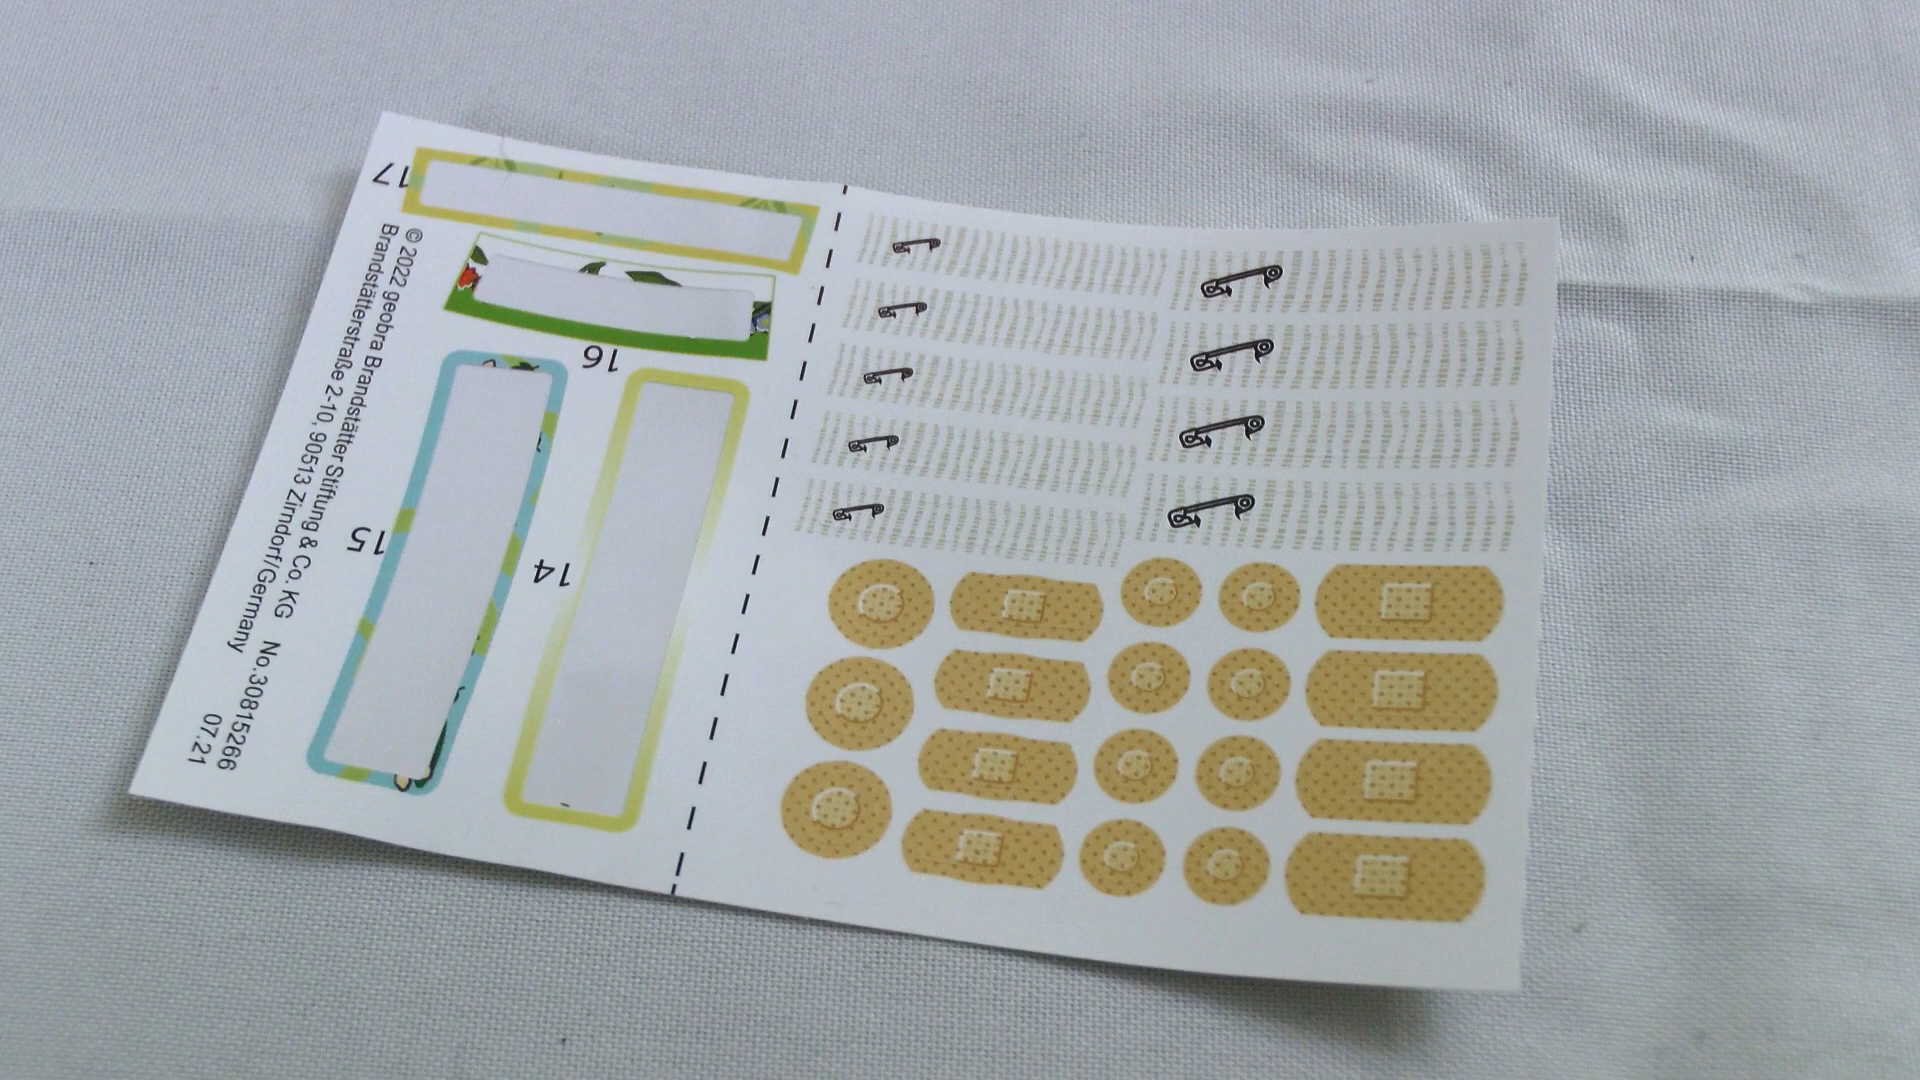 17
16
15
14
© 2022 geobra Brandstätter Stiftung & Co. KG No.30815266
Brandstätterstraße 2-10, 90513 Zirndorf/Germany 07.21